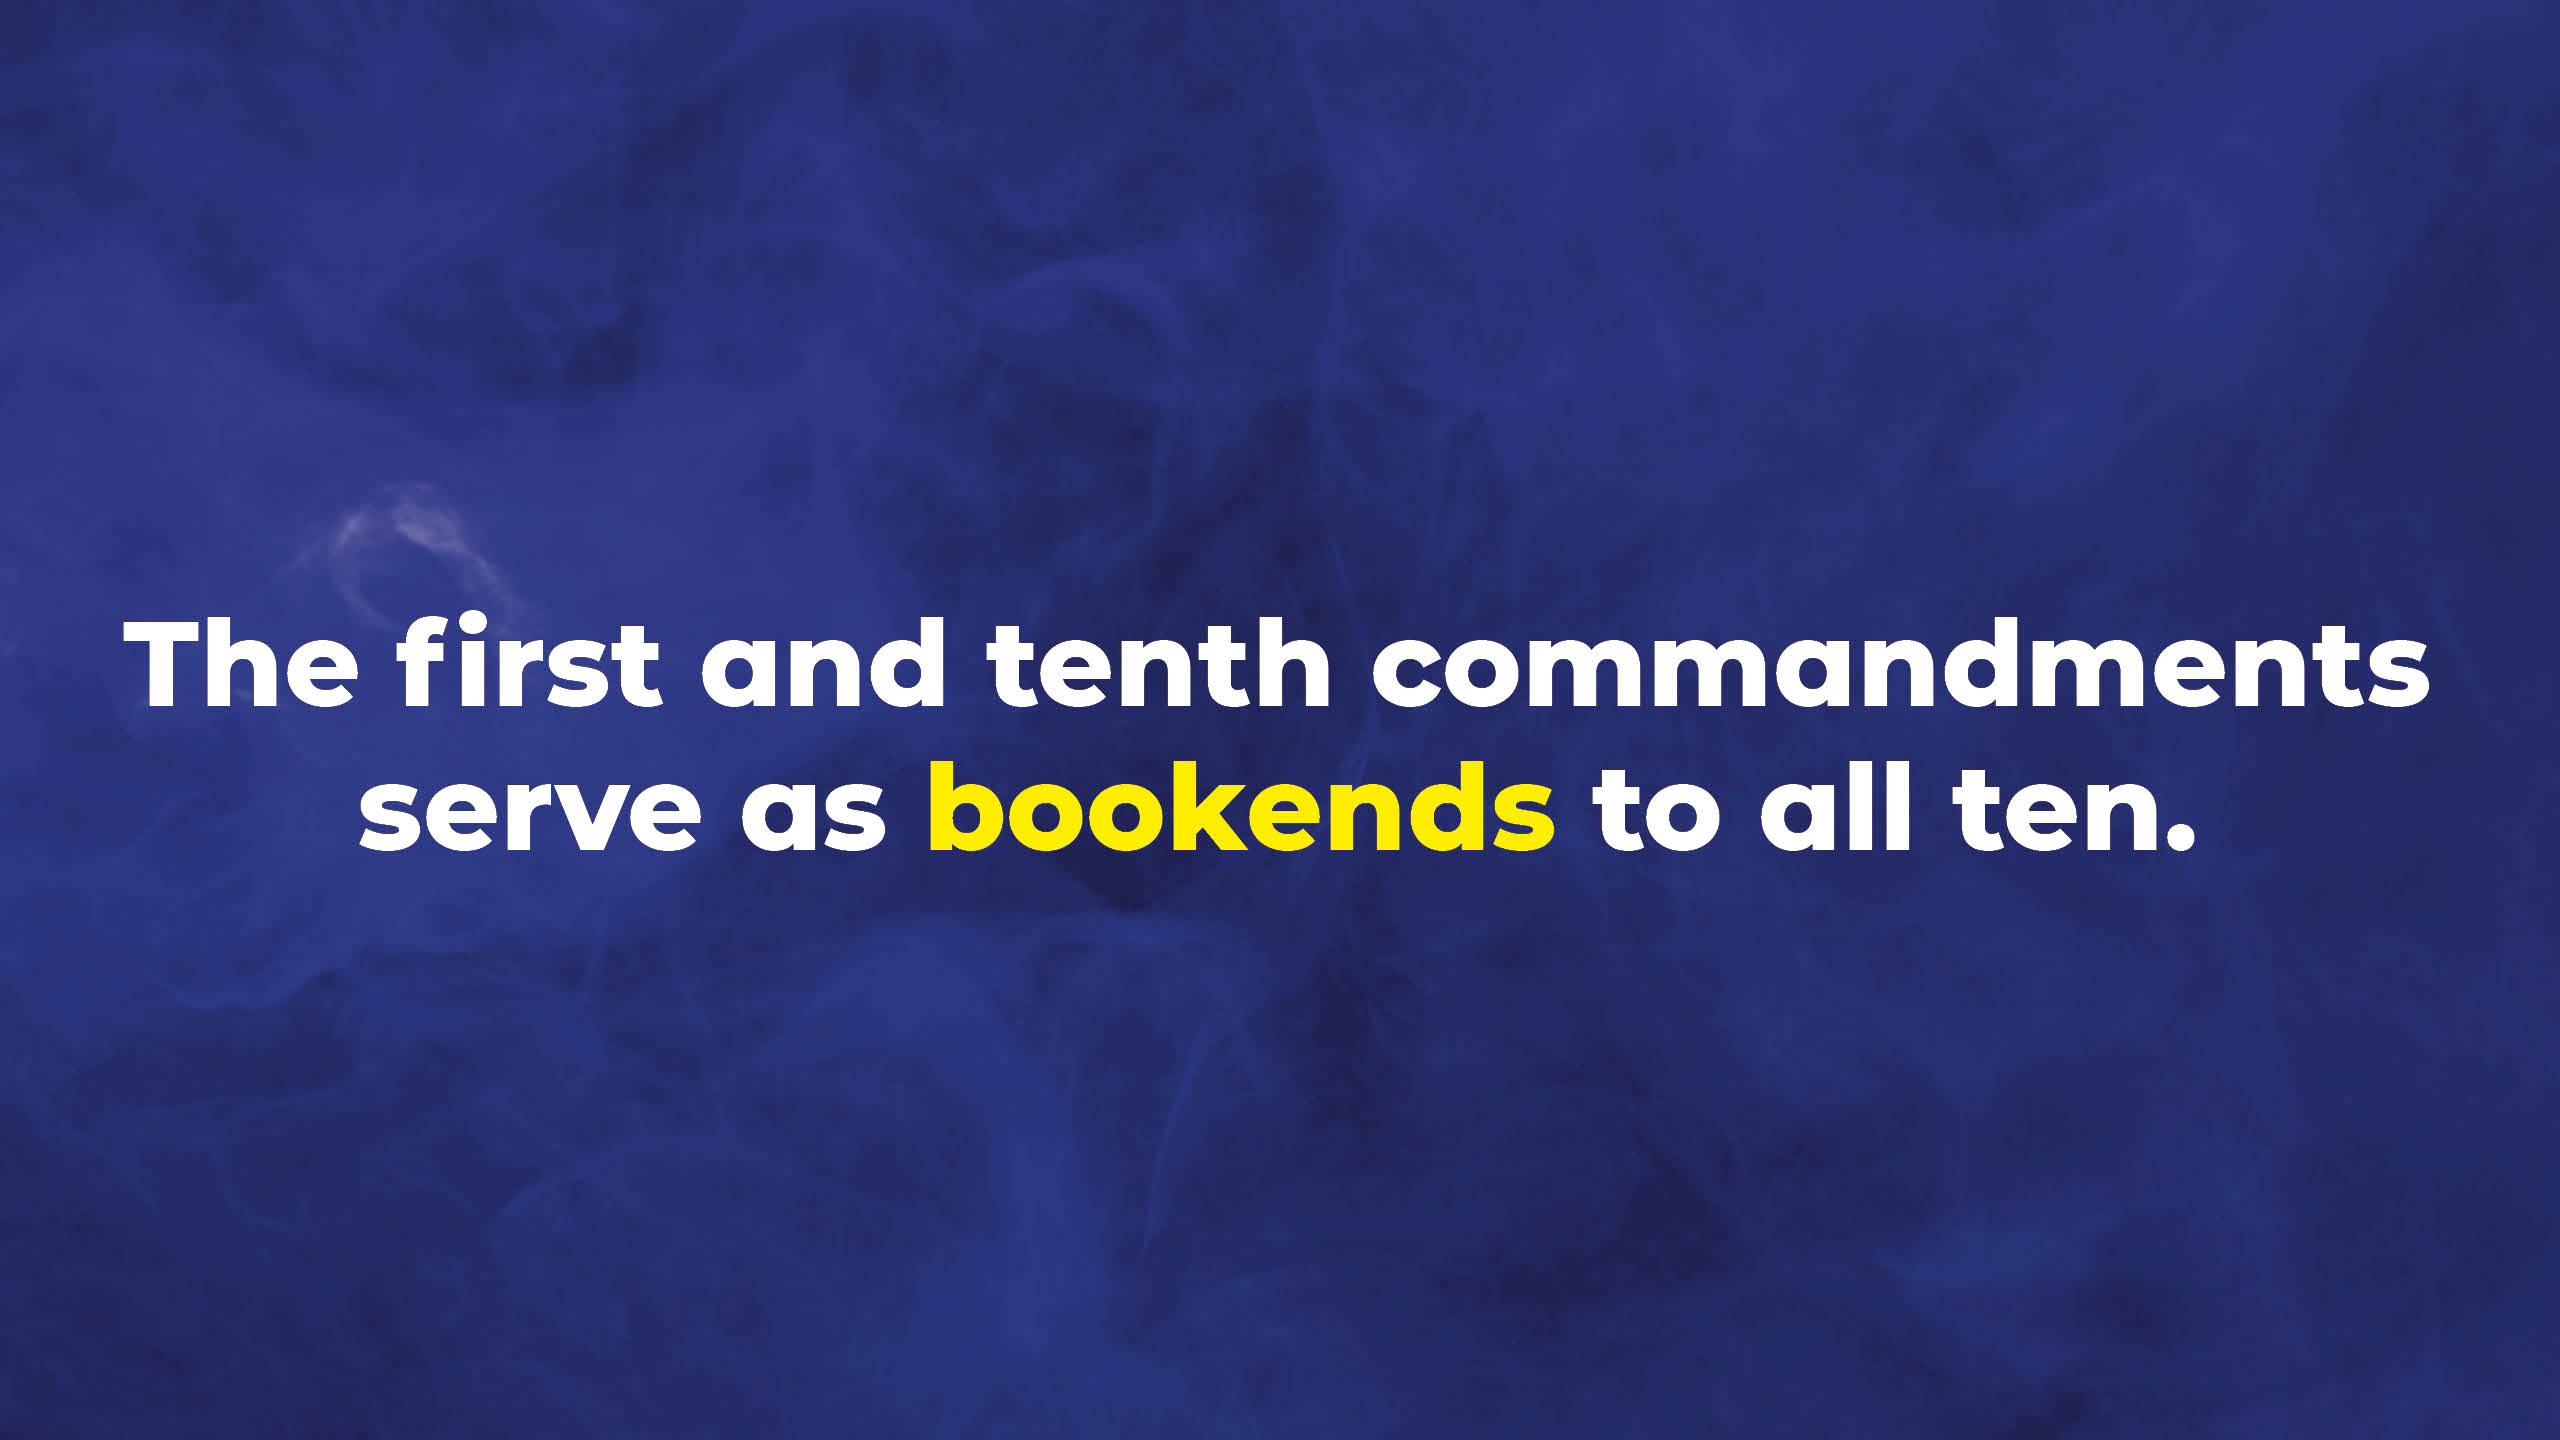 The first and tenth commandments
serve as bookends to all ten.